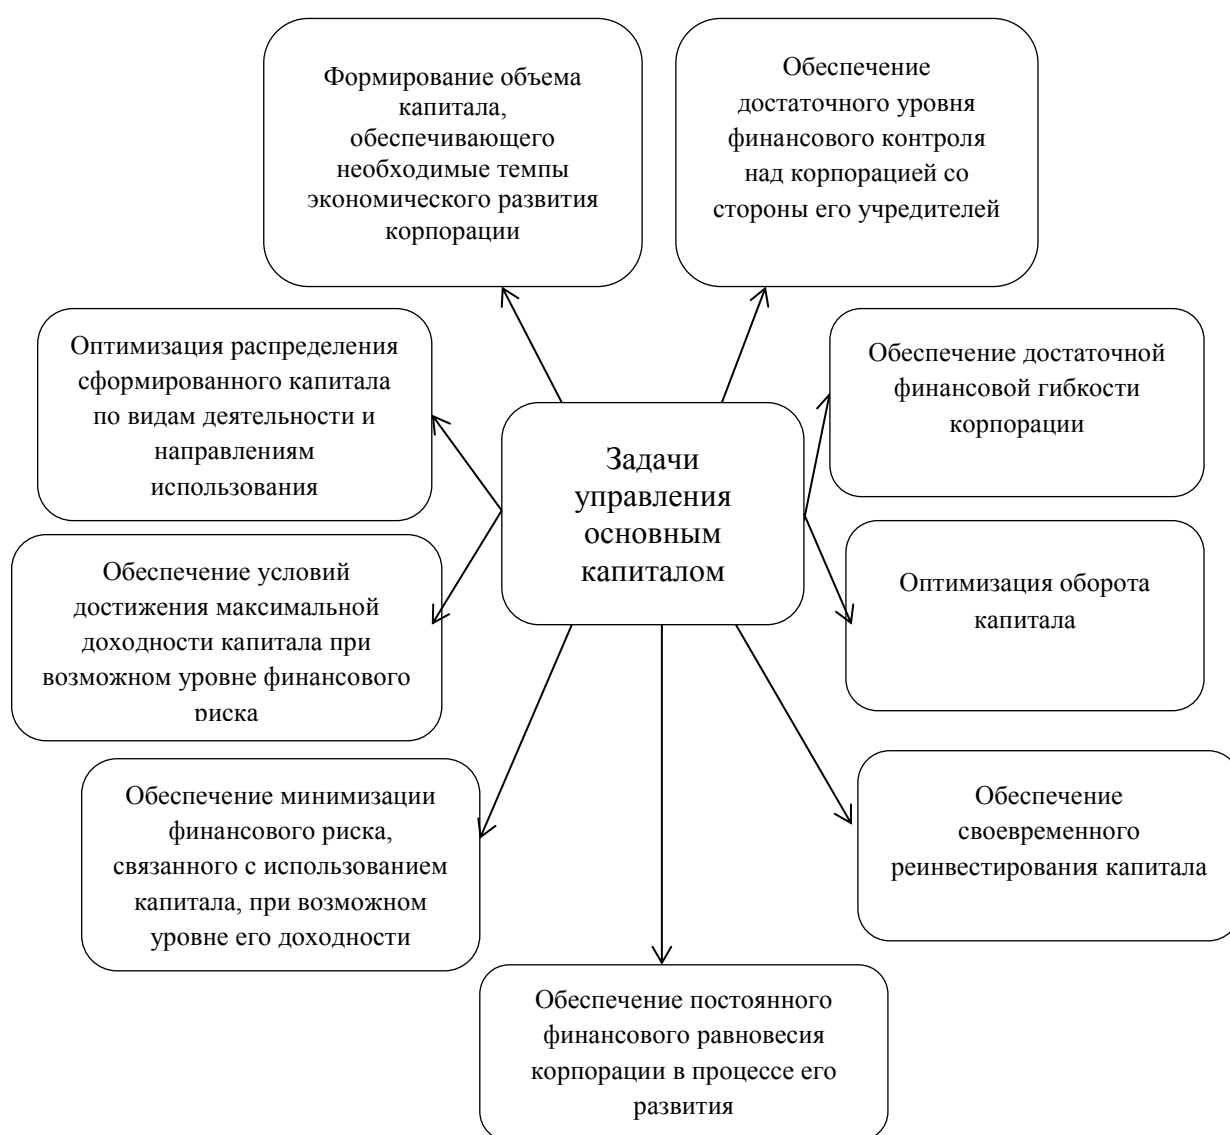 Формирование объема
капитала,
обеспечивающего
необходимые темпы
экономического развития
корпорации
Обеспечение
достаточного уровня
финансового контроля
над корпорацией со
стороны его учредителей
Оптимизация распределения
сформированного капитала
по видам деятельности и
направлениям
использования
Обеспечение достаточной
финансовой гибкости
корпорации
Задачи
управления
основным
капиталом
Обеспечение условий
достижения максимальной
доходности капитала при
возможном уровне финансового
риска
Оптимизация оборота
капитала
Обеспечение минимизации
финансового риска,
связанного с использованием
капитала, при возможном
уровне его доходности
Обеспечение
своевременного
реинвестирования капитала
Обеспечение постоянного
финансового равновесия
корпорации в процессе его
развития